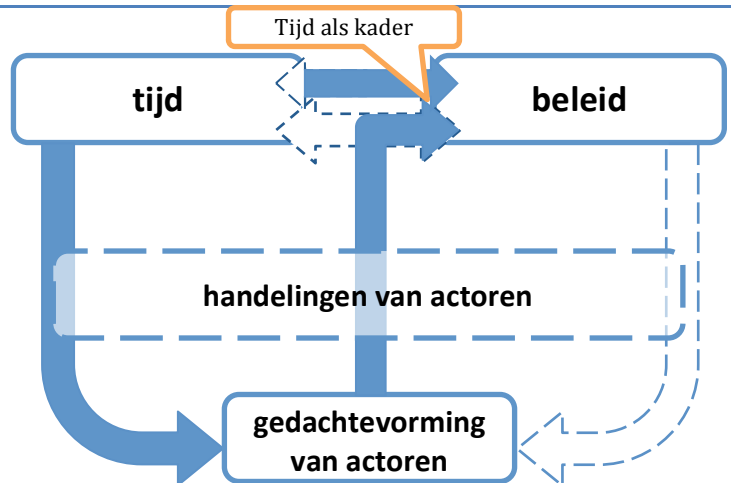 Tijd als kader
tijd
beleid
handelingen van actoren
gedachtevorming
van actoren